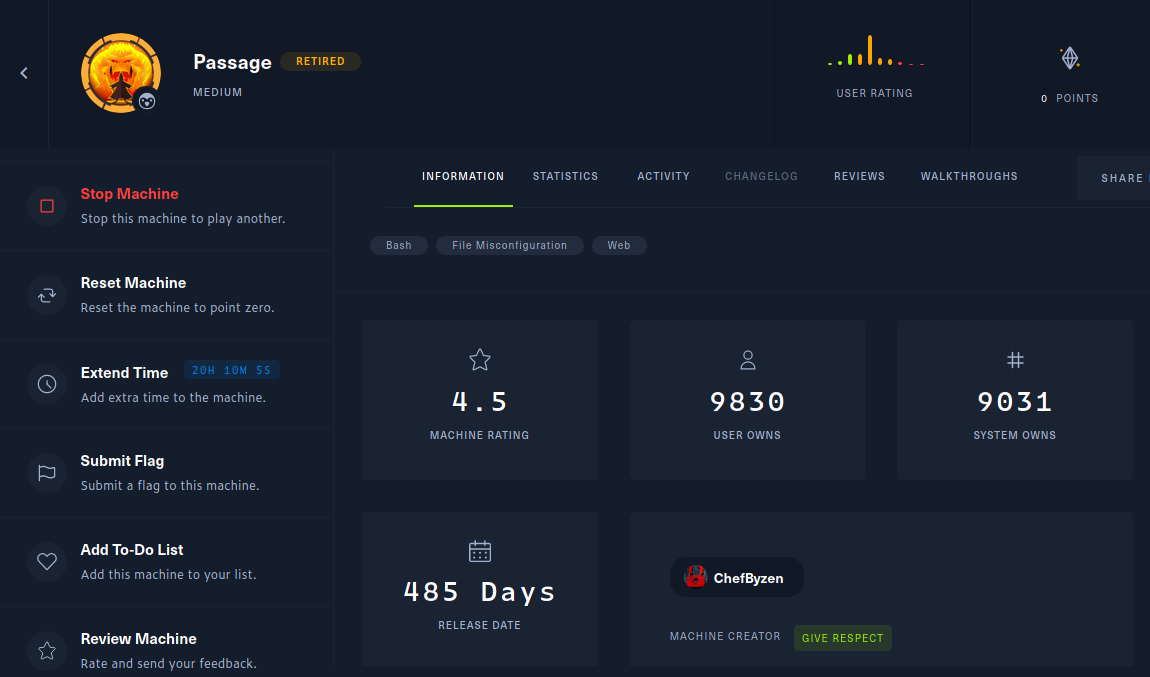 Passage RETIRED
MEDIUM
USER RATING
0 POINTS
Stop Machine
Stop this machine to play another.
Reset Machine
Reset the machine to point zero.
Extend Time 20H 10M 5S
Add extra time to the machine.
Submit Flag
Submit a flag to this machine.
Add To-Do List
Add this machine to your list.
Review Machine
Rate and send your feedback.
INFORMATION STATISTICS ACTIVITY CHANGELOG REVIEWS WALKTHROUGHS SHARE
Bash File Misconfiguration Web
4.5
MACHINE RATING
9830
USER OWNS
9031
SYSTEM OWNS
485 Days
RELEASE DATE
ChefByzen
MACHINE CREATOR GIVE RESPECT